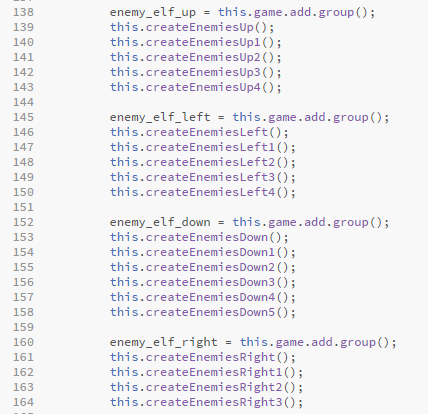 138 enemy_elf_up = this.game.add.group();
139 this.createEnemiesUp();
140 this.createEnemiesUp1();
141 this.createEnemiesUp2();
142 this.createEnemiesUp3();
143 this.createEnemiesUp4();
144
145 enemy_elf_left = this.game.add.group();
146 this.createEnemiesLeft();
147 this.createEnemiesLeft1();
148 this.createEnemiesLeft2();
149 this.createEnemiesLeft3();
150 this.createEnemiesLeft4();
151
152 enemy_elf_down = this.game.add.group();
153 this.createEnemiesDown();
154 this.createEnemiesDown1();
155 this.createEnemiesDown2();
156 this.createEnemiesDown3();
157 this.createEnemiesDown4();
158 this.createEnemiesDown5();
159
160 enemy_elf_right = this.game.add.group();
161 this.createEnemiesRight();
162 this.createEnemiesRight1();
163 this.createEnemiesRight2();
164 this.createEnemiesRight3();